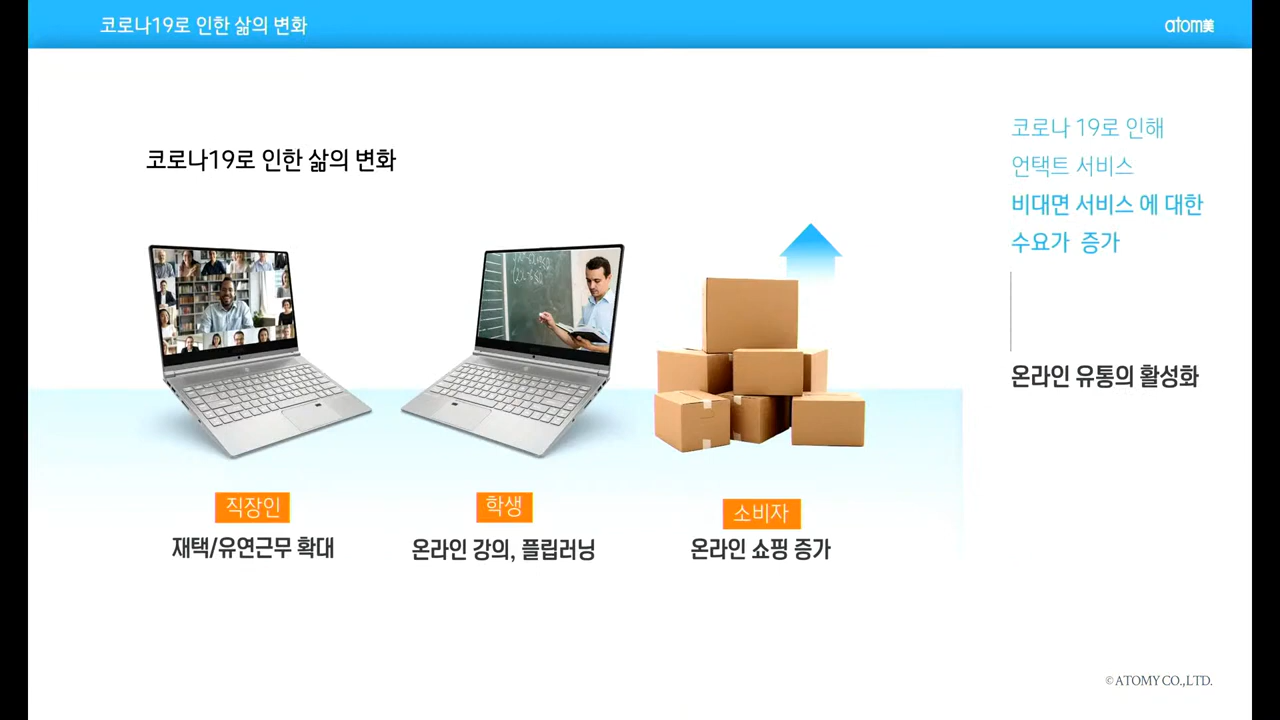 코로나19로 인한 삶의 변화
atom美
코로나19로 인한 삶의 변화
직장인
재택/유연근무 확대
학생
온라인 강의, 플립러닝
소비자
온라인 쇼핑 증가
코로나 19로 인해
언택트 서비스
비대면 서비스 에 대한
수요가 증가
온라인 유통의 활성화
© ATOMY CO.,LTD.